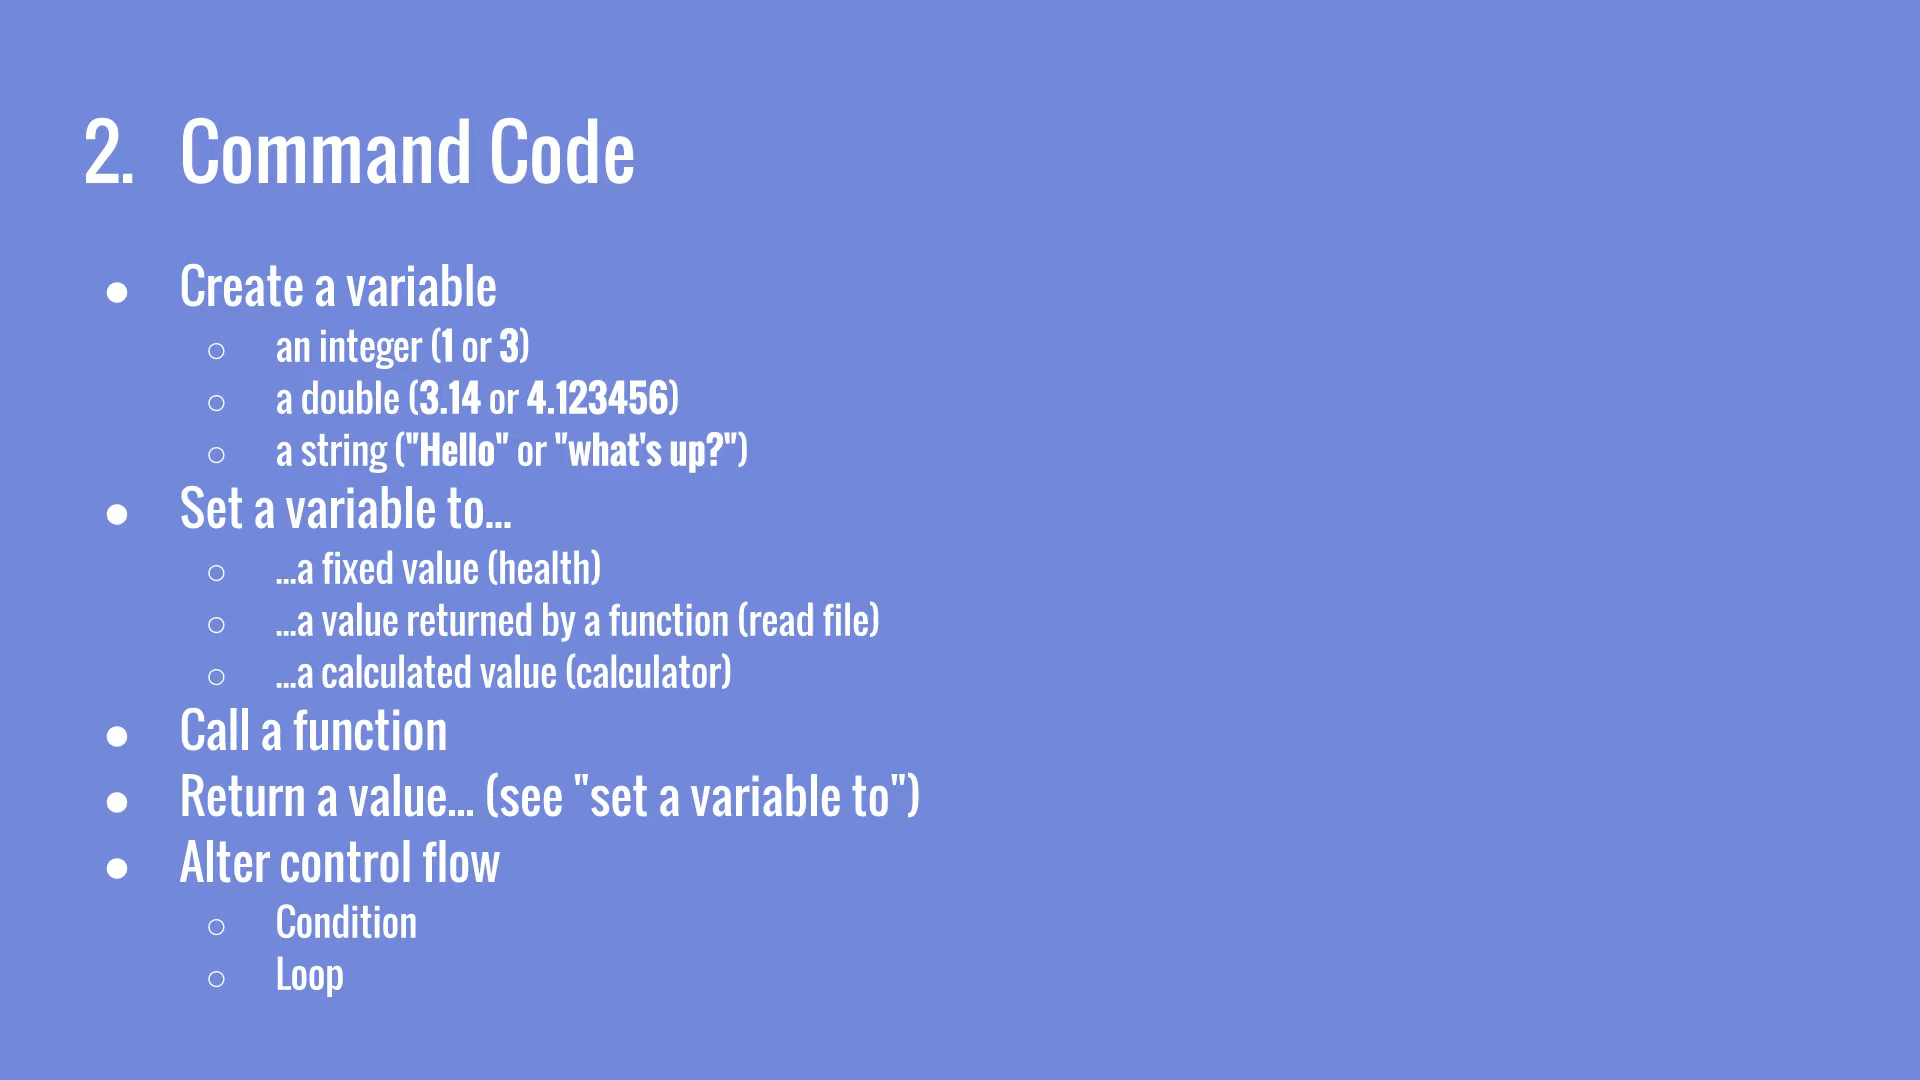 2. Command Code
● Create a variable
○ an integer (1 or 3)
○ a double (3.14 or 4.123456)
○ a string ("Hello" or "what's up?")
● Set a variable to...
○ ...a fixed value (health)
○ ...a value returned by a function (read file)
○ ...a calculated value (calculator)
● Call a function
● Return a value... (see "set a variable to")
● Alter control flow
○ Condition
○ Loop